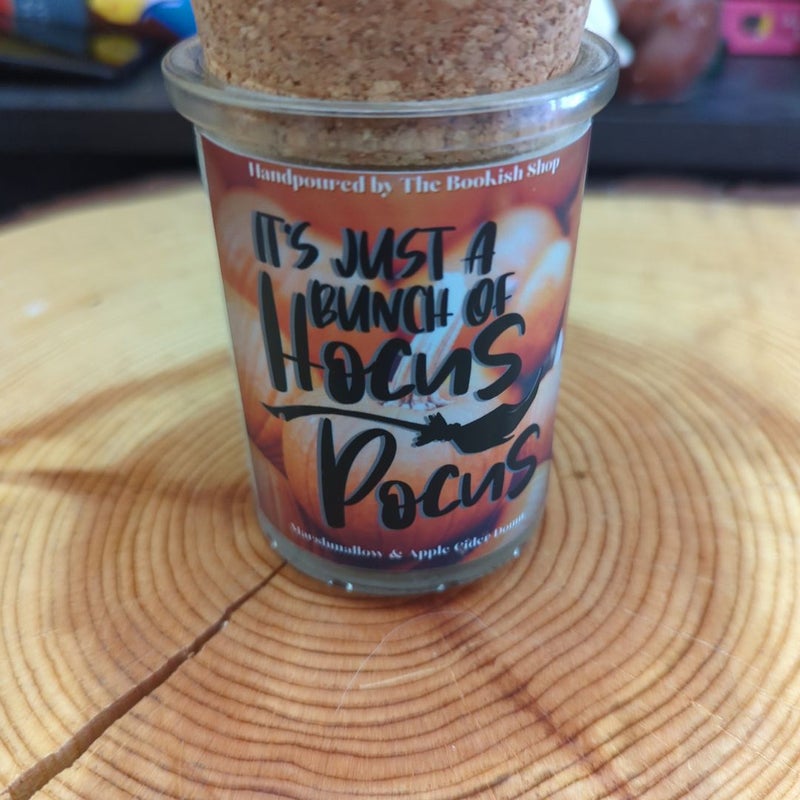 Handpoured by The Bookish Shop
IT'S JUST A
BUNCH OF
HOCUS
POCUS
Marshmallow & Apple Cider Donut